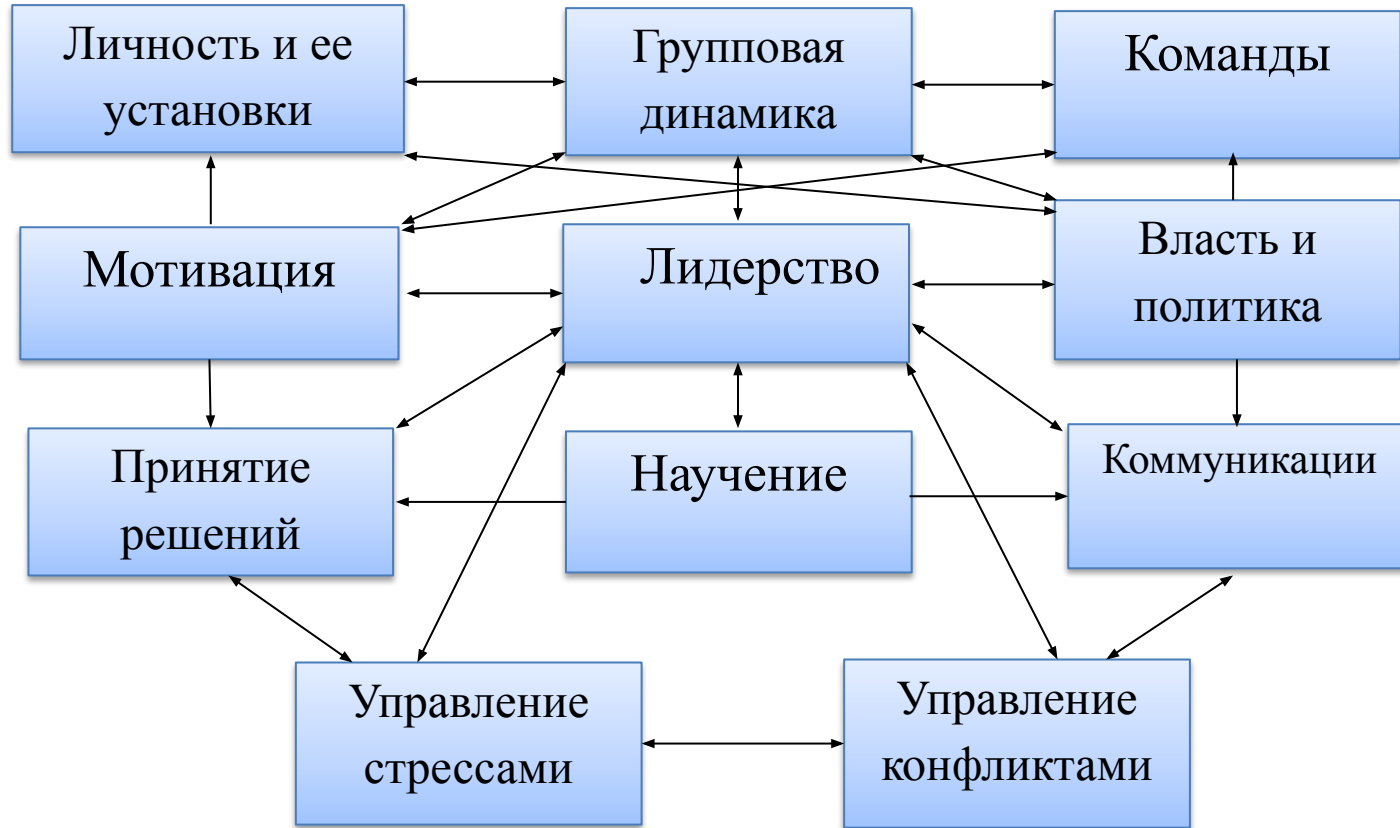 Личность и ее
установки
Групповая
динамика
Команды
Мотивация
Лидерство
Власть и
политика
Принятие
решений
Научение
Коммуникации
Управление
стрессами
Управление
конфликтами